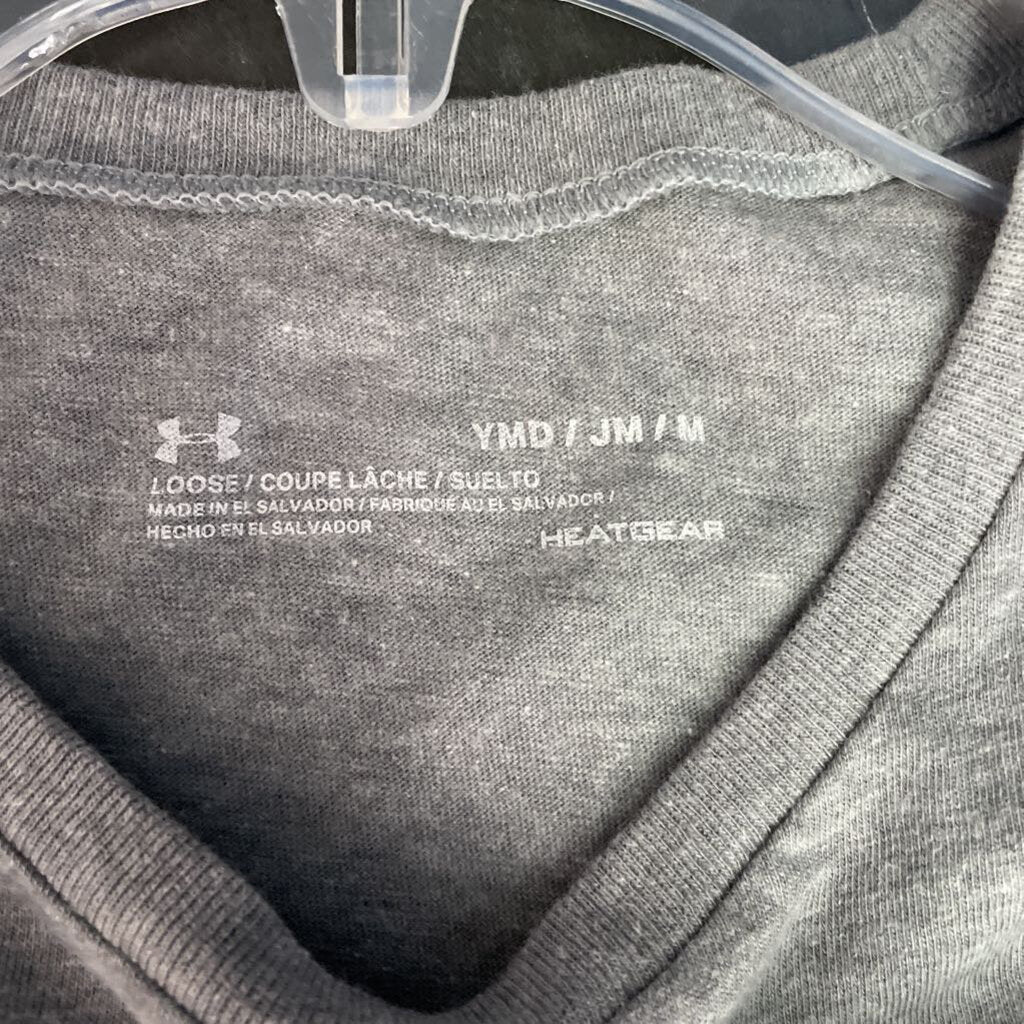 YMD / JM / M
LOOSE / COUPE LÂCHE / SUELTO
MADE IN EL SALVADOR / FABRIQUÉ AU EL SALVADOR /
HECHO EN EL SALVADOR
HEATGEAR